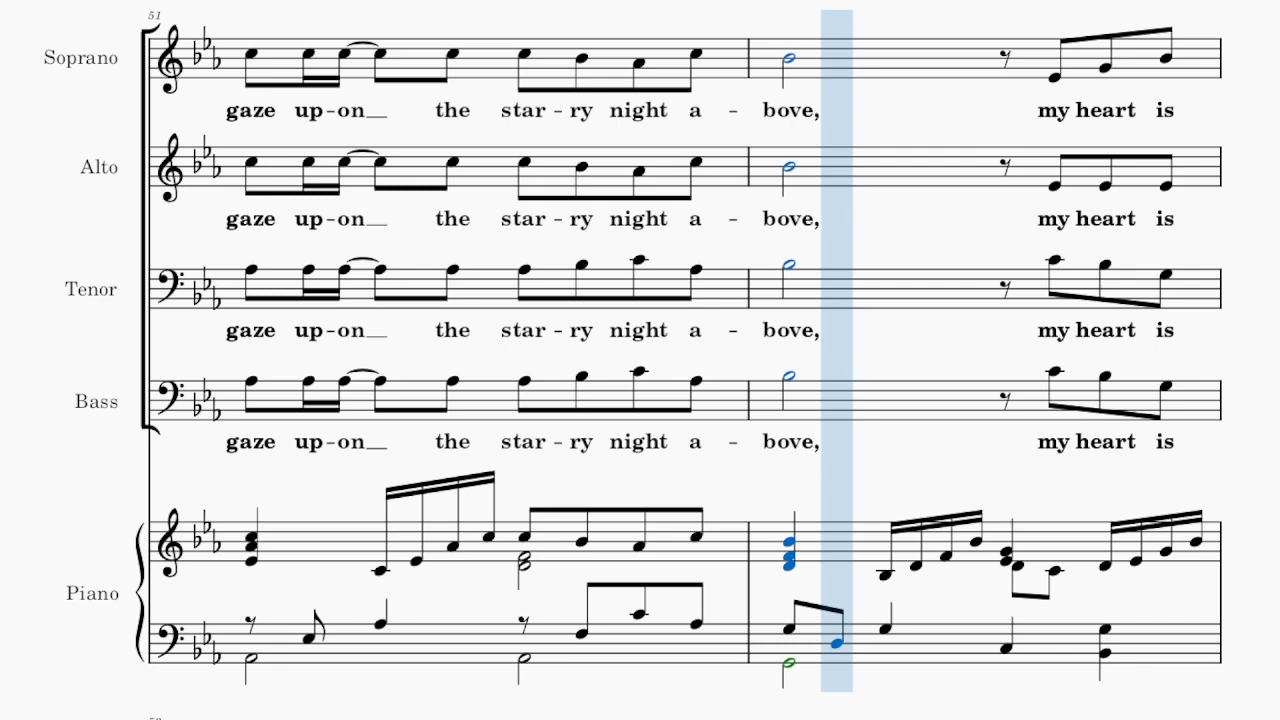 51
Soprano
gaze up-on__ the star-ry night a - bove, my heart is
Alto
gaze up-on__ the star-ry night a - bove, my heart is
Tenor
gaze up-on__ the star-ry night a - bove, my heart is
Bass
gaze up-on__ the star-ry night a - bove, my heart is
Piano